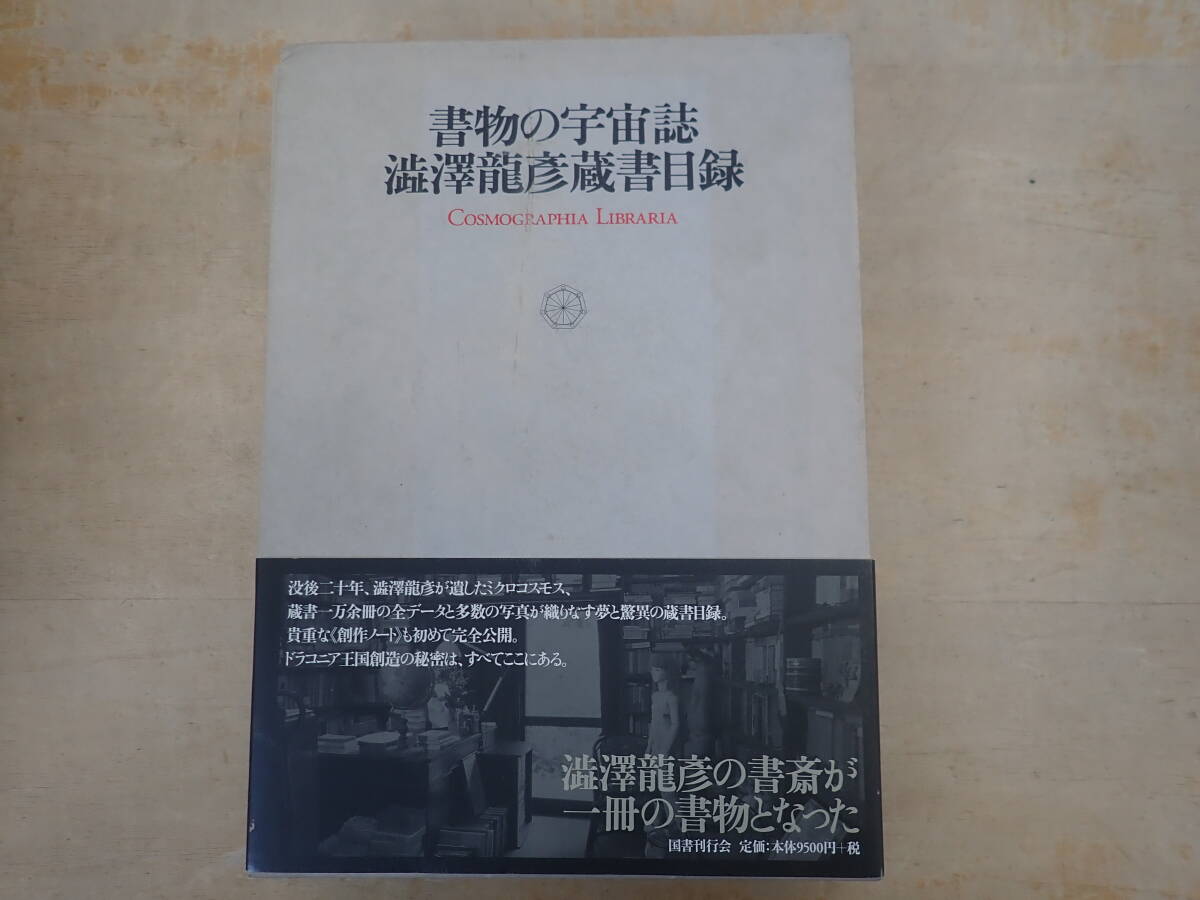 書物の宇宙誌
澁澤龍彥蔵書目録
COSMOGRAPHIA LIBRARIA
没後二十年、澁澤龍彥が遺したミクロコスモス、
蔵書一万余冊の全データと多数の写真が織りなす夢と驚異の蔵書目録。
貴重な《創作ノート》も初めて完全公開。
ドラコニア王国創造の秘密は、すべてここにある。
澁澤龍彥の書斎が
一冊の書物となった
国書刊行会 定価:本体9500円+税